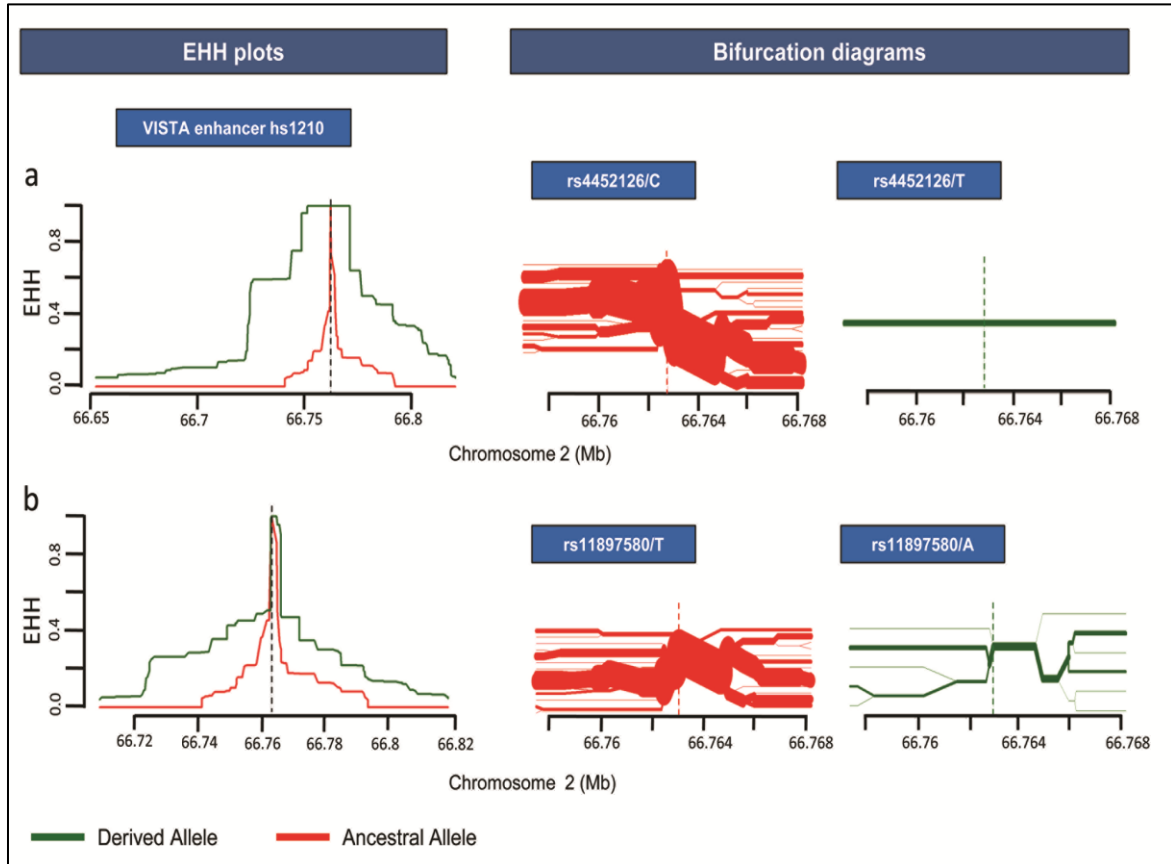 EHH plots
Bifurcation diagrams
VISTA enhancer hs1210
a
rs4452126/C
rs4452126/T
EHH
0.8
0.4
0.0
66.65
66.7
66.75
66.8
66.76
66.764
66.768
66.76
66.764
66.768
Chromosome 2 (Mb)
b
rs11897580/T
rs11897580/A
EHH
0.8
0.4
0.0
66.72
66.74
66.76
66.78
66.8
66.82
66.76
66.764
66.768
66.76
66.764
66.768
Chromosome 2 (Mb)
Derived Allele
Ancestral Allele